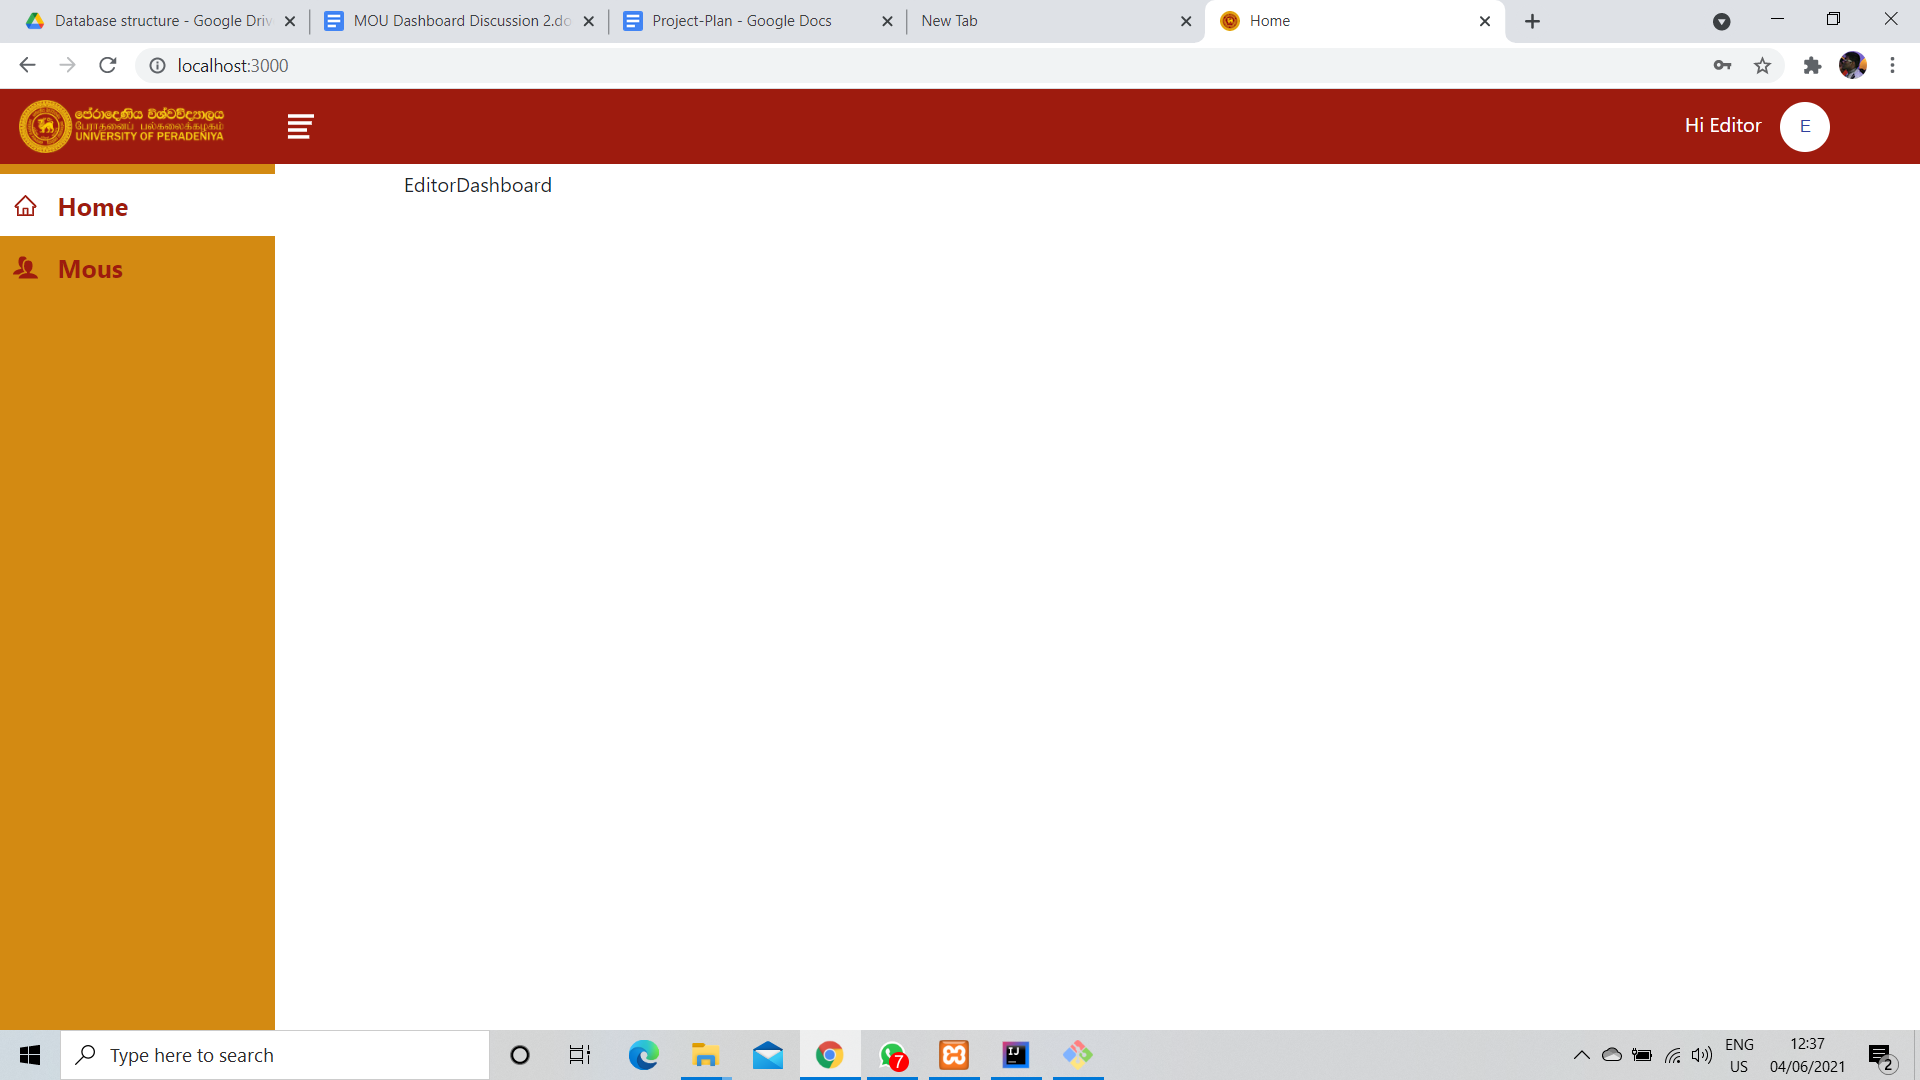 Database structure - Google Driv
MOU Dashboard Discussion 2.do
Project-Plan - Google Docs
New Tab
Home
localhost:3000
පේරාදෙණිය විශ්වවිද්‍යාලය
பேராதனைப் பல்கலைக்கழகம்
UNIVERSITY OF PERADENIYA
Hi Editor
E
EditorDashboard
Home
Mous
Type here to search
7
IJ
ENG
US
12:37
04/06/2021
2